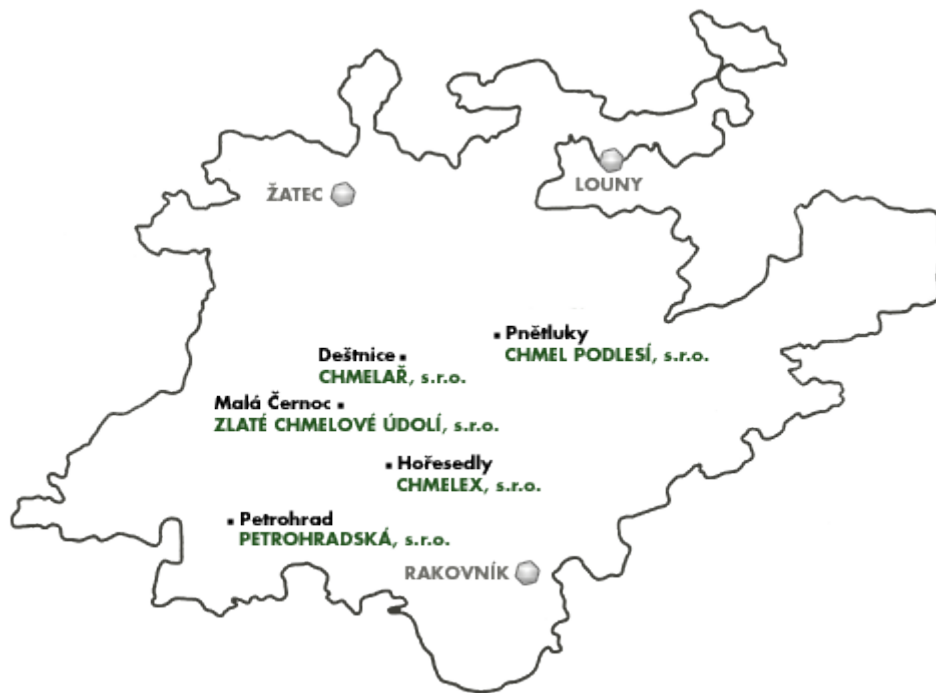 LOUNY
ŽATEC
Pnětluky
CHMEL PODLESÍ, s.r.o.
Deštnice
CHMELAŘ, s.r.o.
Malá Černoc
ZLATÉ CHMELOVÉ ÚDOLÍ, s.r.o.
Hořesedly
CHMELEX, s.r.o.
Petrohrad
PETROHRADSKÁ, s.r.o.
RAKOVNÍK